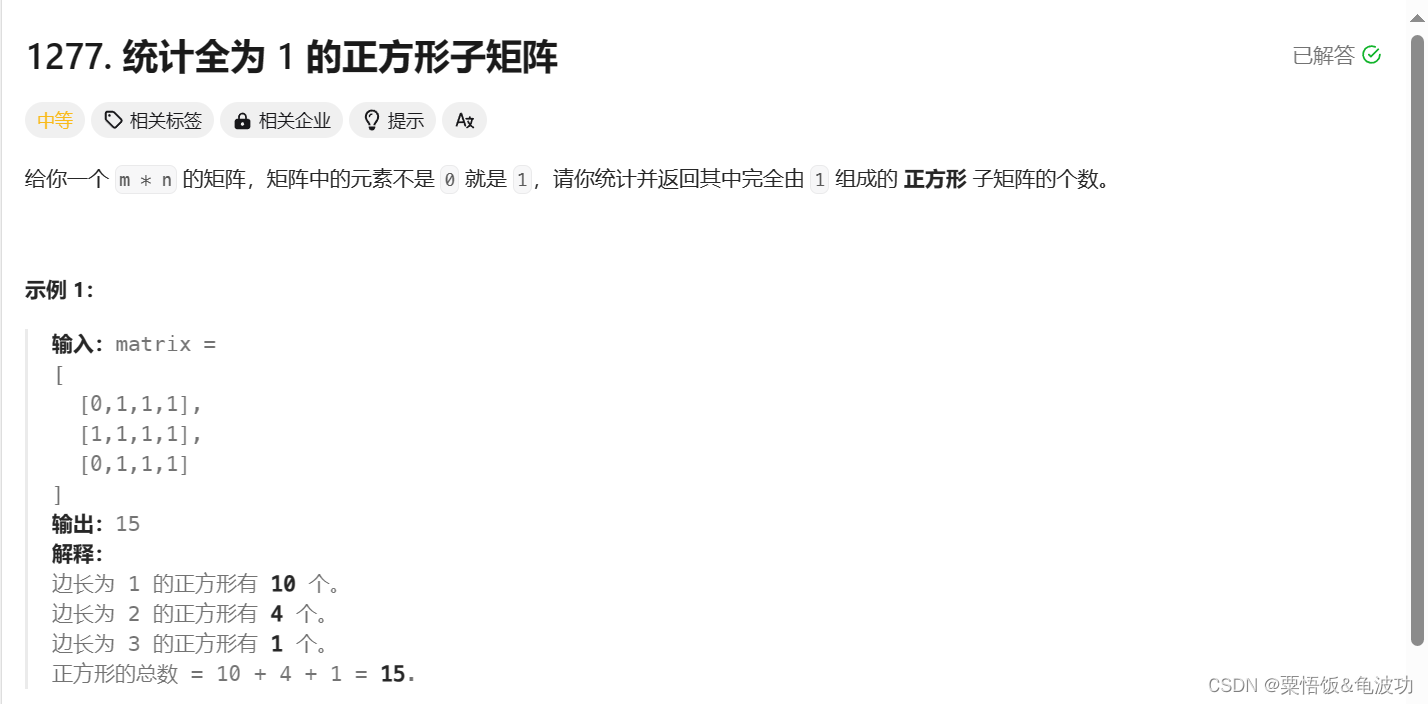 1277. 统计全为 1 的正方形子矩阵
已解答
中等 相关标签 相关企业 提示
给你一个 m * n 的矩阵，矩阵中的元素不是 0 就是 1，请你统计并返回其中完全由 1 组成的 正方形 子矩阵的个数。
示例 1：
输入：matrix =
[
[0,1,1,1],
[1,1,1,1],
[0,1,1,1]
]
输出：15
解释：
边长为 1 的正方形有 10 个。
边长为 2 的正方形有 4 个。
边长为 3 的正方形有 1 个。
正方形的总数 = 10 + 4 + 1 = 15.
CSDN @粟悟饭&龟波功